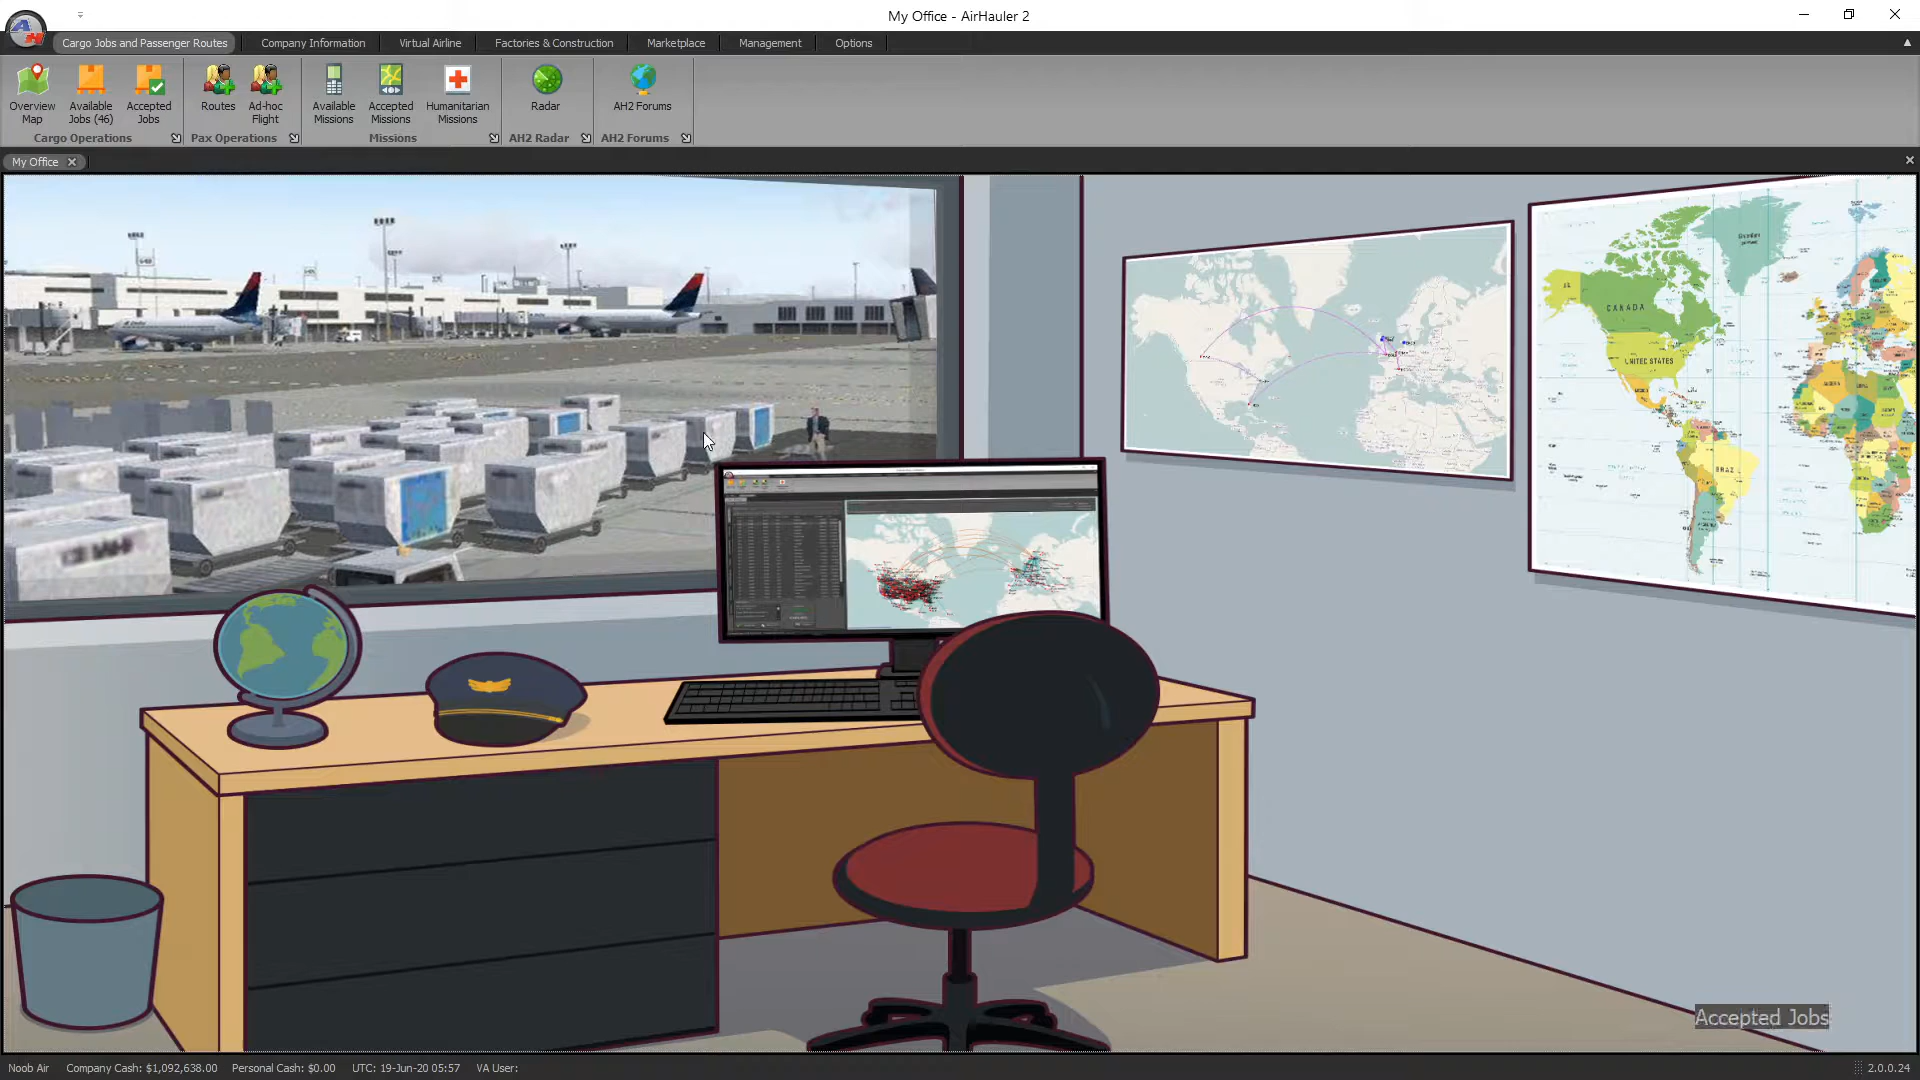 My Office - AirHauler 2
Cargo Jobs and Passenger Routes
Company Information
Virtual Airline
Factories & Construction
Marketplace
Management
Options
Overview
Map
Available
Jobs (46)
Accepted
Jobs
Cargo Operations
Routes
Ad-hoc
Flight
Pax Operations
Available
Missions
Accepted
Missions
Humanitarian
Missions
Missions
Radar
AH2 Radar
AH2 Forums
AH2 Forums
My Office
CANADA
UNITED STATES
BRAZIL
Accepted Jobs
Noob Air
Company Cash: $1,092,638.00
Personal Cash: $0.00
UTC: 19-Jun-20 05:57
VA User:
2.0.0.24